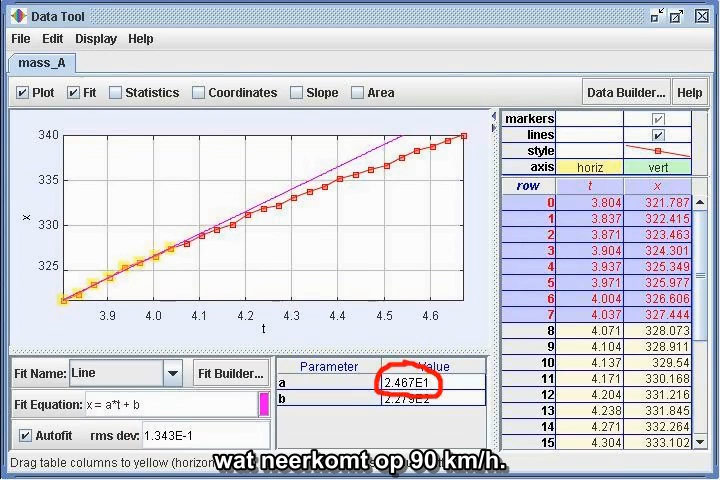 Data Tool
File Edit Display Help
mass_A
Plot Fit Statistics Coordinates Slope Area Data Builder... Help
340
335
330
325
x
3.9 4.0 4.1 4.2 4.3 4.4 4.5 4.6
t
markers
lines
style
axis horiz vert
row t x
0 3.804 321.787
1 3.837 322.415
2 3.871 323.463
3 3.904 324.301
4 3.937 325.349
5 3.971 325.977
6 4.004 326.606
7 4.037 327.444
8 4.071 328.073
9 4.104 328.911
10 4.137 329.54
11 4.171 330.168
12 4.204 331.216
13 4.238 331.845
14 4.271 332.264
15 4.304 333.102
Fit Name: Line Fit Builder...
Fit Equation: x = a*t + b
Autofit rms dev: 1.343E-1
Parameter Value
a 2.467E1
b 2.279E2
Drag table columns to yellow (horizon
wat neerkomt op 90 km/h.